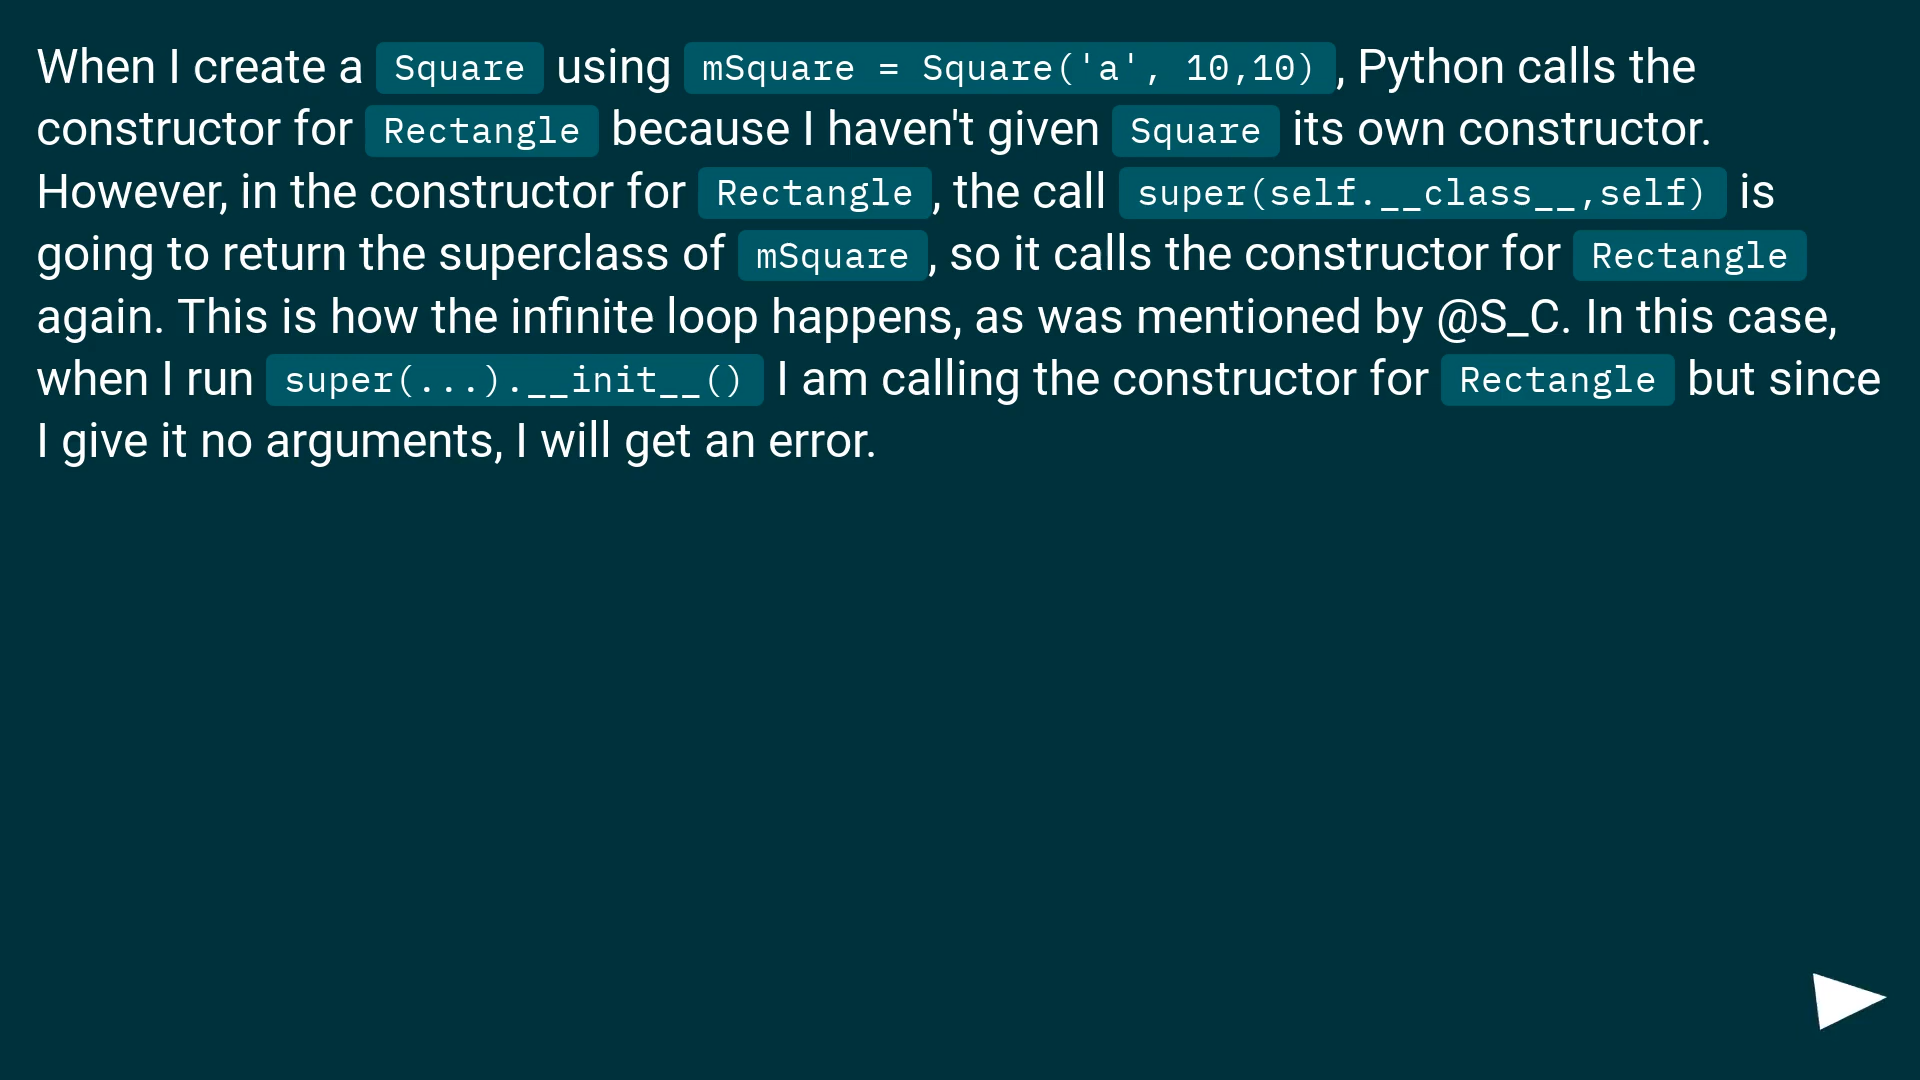 When I create a Square using mSquare = Square('a', 10,10), Python calls the
constructor for Rectangle because I haven't given Square its own constructor.
However, in the constructor for Rectangle, the call super(self.__class__,self) is
going to return the superclass of mSquare, so it calls the constructor for Rectangle
again. This is how the infinite loop happens, as was mentioned by @S_C. In this case,
when I run super(...).__init__() I am calling the constructor for Rectangle but since
I give it no arguments, I will get an error.